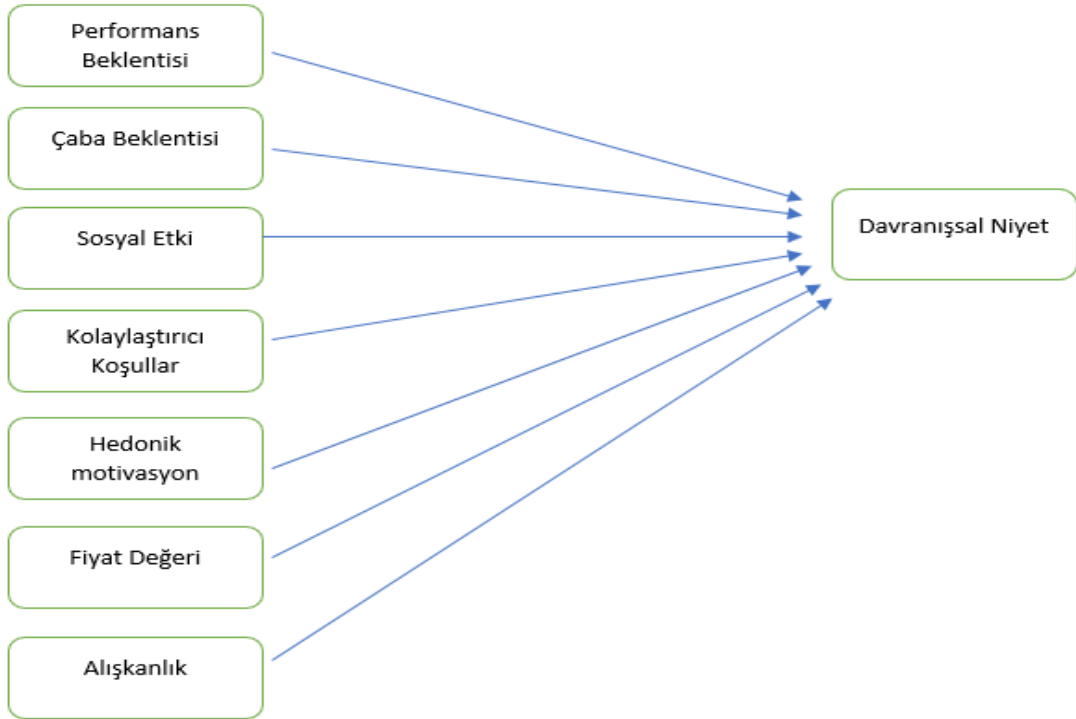 Performans
Beklentisi
Çaba Beklentisi
Sosyal Etki
Kolaylaştırıcı
Koşullar
Hedonik
motivasyon
Fiyat Değeri
Alışkanlık
Davranışsal Niyet